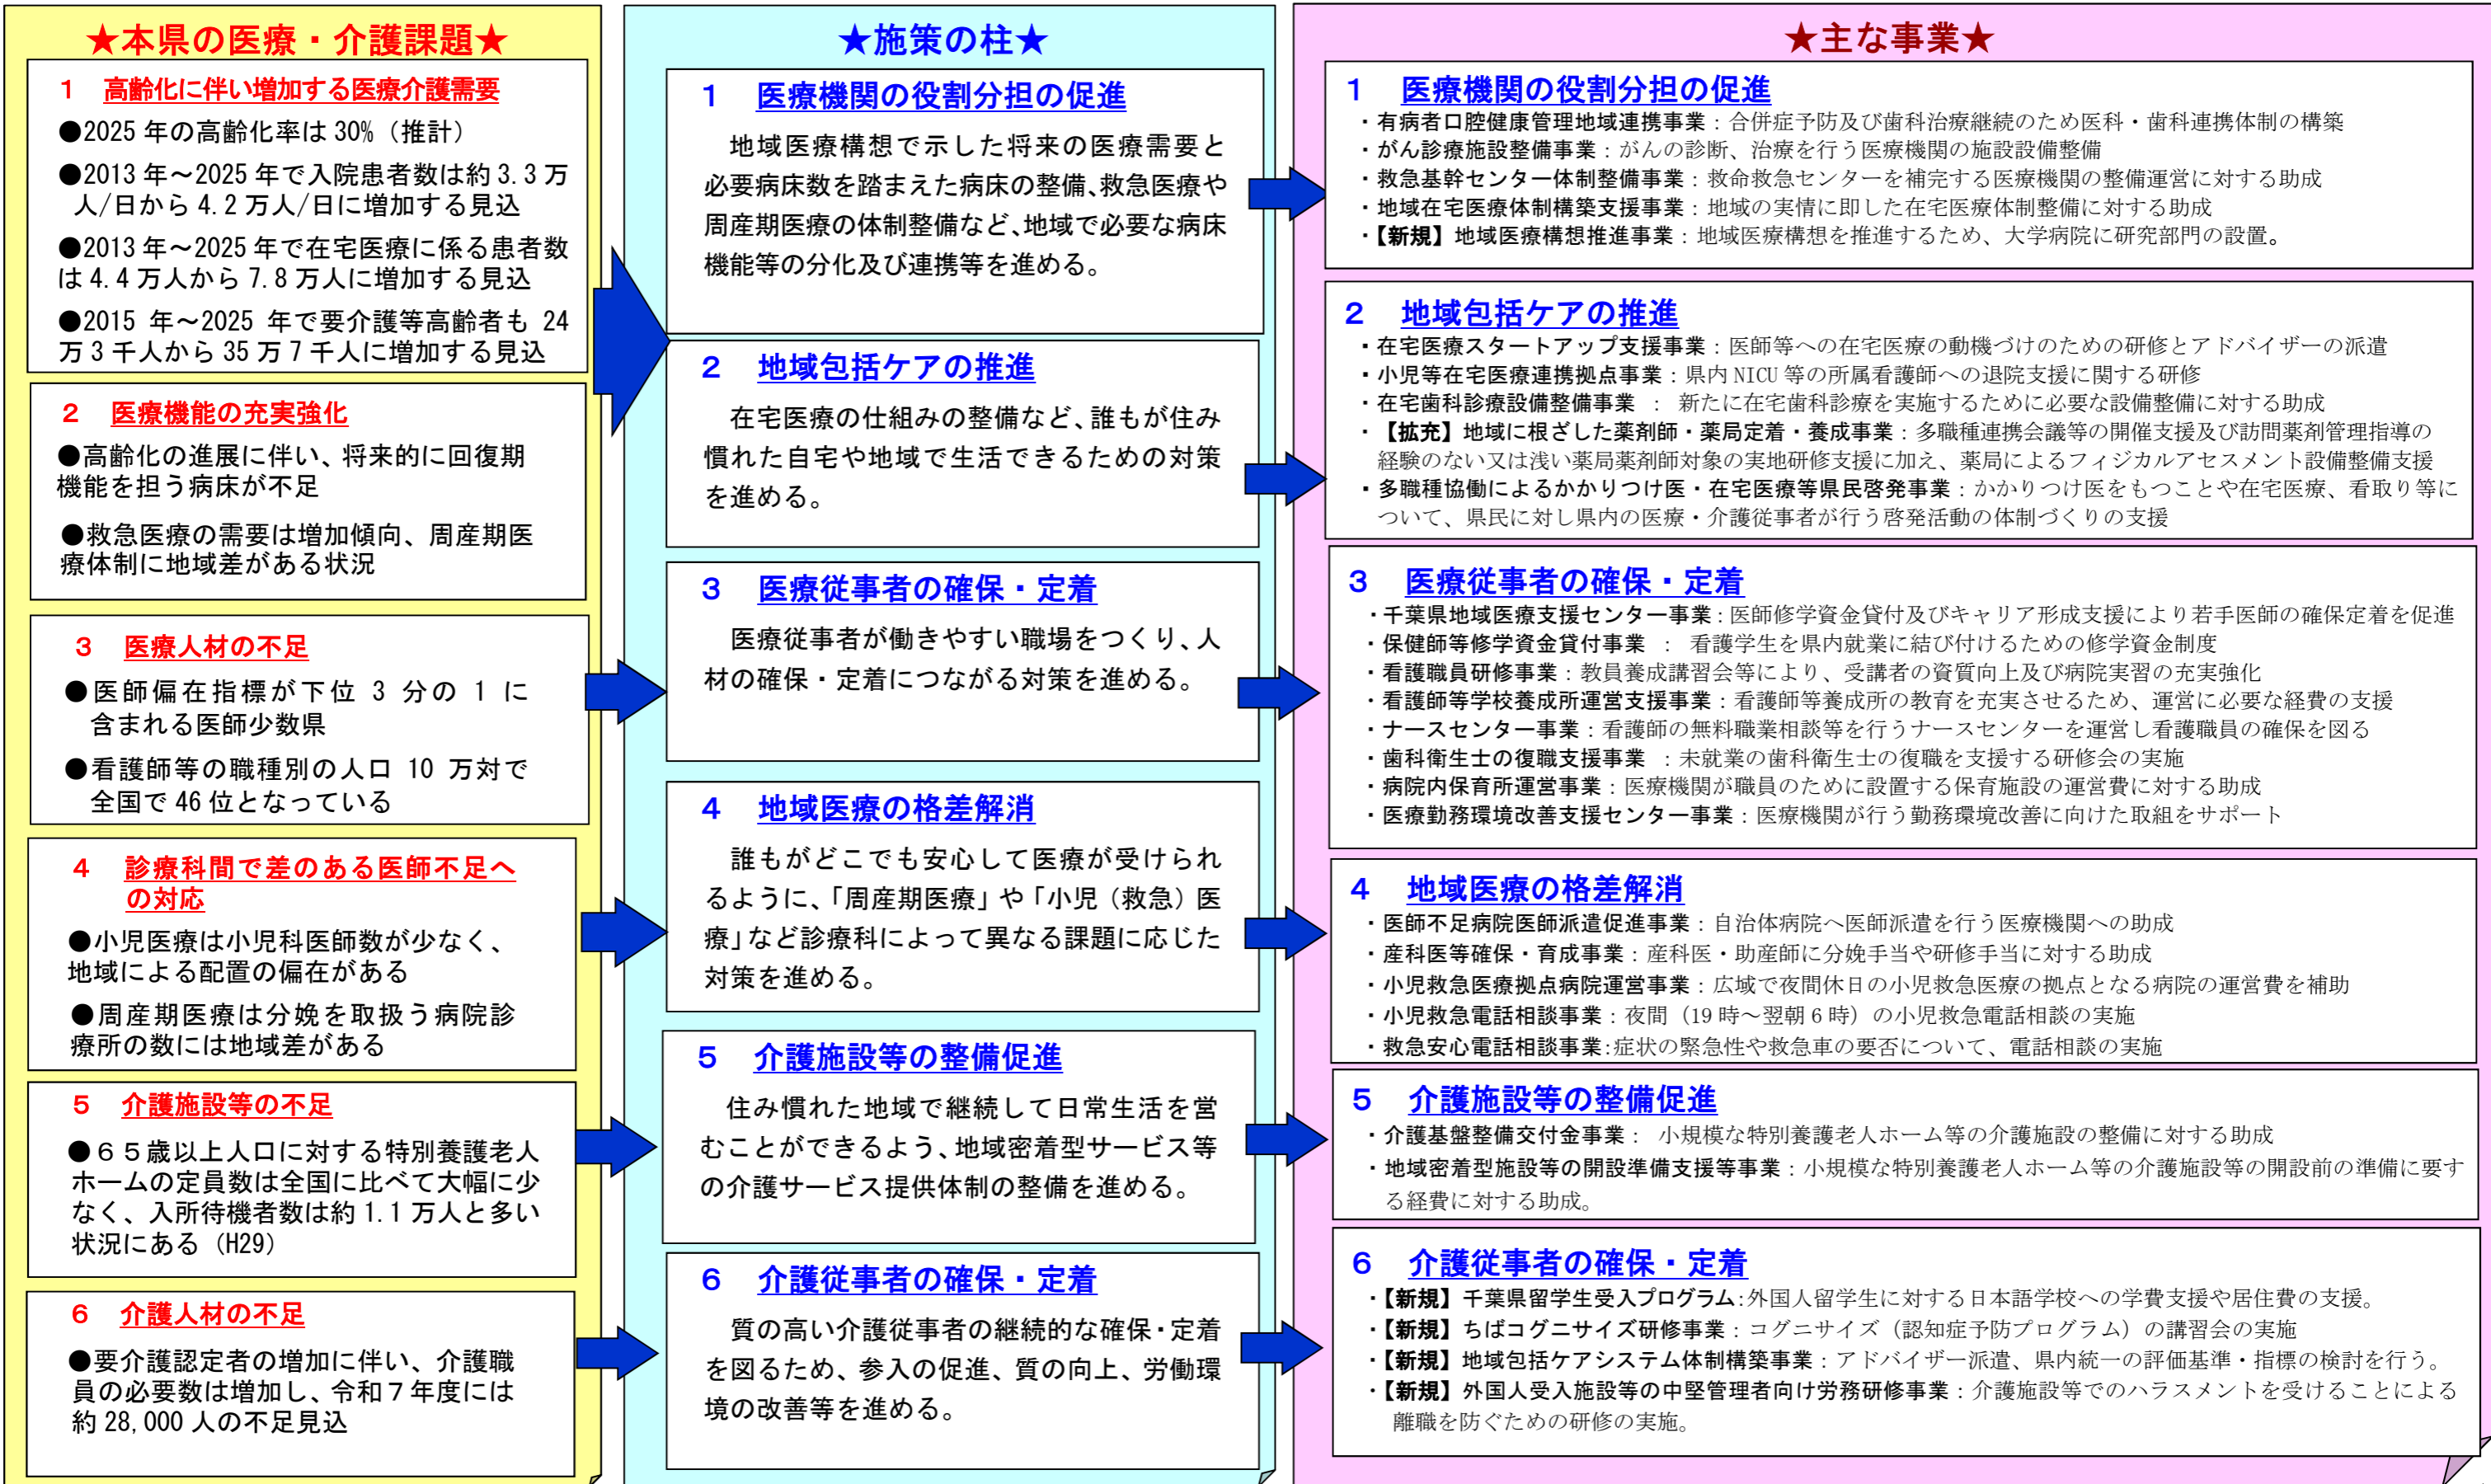 ★本県の医療・介護課題★
1 高齢化に伴い増加する医療介護需要
●2025 年の高齢化率は 30%（推計）
●2013 年～2025 年で入院患者数は約 3.3 万
人/日から 4.2 万人/日に増加する見込
●2013 年～2025 年で在宅医療に係る患者数
は 4.4 万人から 7.8 万人に増加する見込
●2015 年～2025 年で要介護等高齢者も 24
万 3 千人から 35 万 7 千人に増加する見込
2 医療機能の充実強化
●高齢化の進展に伴い、将来的に回復期
機能を担う病床が不足
●救急医療の需要は増加傾向、周産期医
療体制に地域差がある状況
3 医療人材の不足
●医師偏在指標が下位 3 分の 1 に
含まれる医師少数県
●看護師等の職種別の人口 10 万対で
全国で 46 位となっている
4 診療科間で差のある医師不足へ
の対応
●小児医療は小児科医師数が少なく、
地域による配置の偏在がある
●周産期医療は分娩を取扱う病院診
療所の数には地域差がある
5 介護施設等の不足
●６５歳以上人口に対する特別養護老人
ホームの定員数は全国に比べて大幅に少
なく、入所待機者数は約 1.1 万人と多い
状況にある（H29）
6 介護人材の不足
●要介護認定者の増加に伴い、介護職
員の必要数は増加し、令和７年度には
約 28,000 人の不足見込
★施策の柱★
1 医療機関の役割分担の促進
地域医療構想で示した将来の医療需要と
必要病床数を踏まえた病床の整備、救急医療や
周産期医療の体制整備など、地域で必要な病床
機能等の分化及び連携等を進める。
2 地域包括ケアの推進
在宅医療の仕組みの整備など、誰もが住み
慣れた自宅や地域で生活できるための対策
を進める。
3 医療従事者の確保・定着
医療従事者が働きやすい職場をつくり、人
材の確保・定着につながる対策を進める。
4 地域医療の格差解消
誰もがどこでも安心して医療が受けられ
るように、「周産期医療」や「小児（救急）医
療」など診療科によって異なる課題に応じた
対策を進める。
5 介護施設等の整備促進
住み慣れた地域で継続して日常生活を営
むことができるよう、地域密着型サービス等
の介護サービス提供体制の整備を進める。
6 介護従事者の確保・定着
質の高い介護従事者の継続的な確保・定着
を図るため、参入の促進、質の向上、労働環
境の改善等を進める。
★主な事業★
1 医療機関の役割分担の促進
・有病者口腔健康管理地域連携事業：合併症予防及び歯科治療継続のため医科・歯科連携体制の構築
・がん診療施設整備事業：がんの診断、治療を行う医療機関の施設設備整備
・救急基幹センター体制整備事業：救命救急センターを補完する医療機関の整備運営に対する助成
・地域在宅医療体制構築支援事業：地域の実情に即した在宅医療体制整備に対する助成
・【新規】地域医療構想推進事業：地域医療構想を推進するため、大学病院に研究部門の設置。
2 地域包括ケアの推進
・在宅医療スタートアップ支援事業：医師等への在宅医療の動機づけのための研修とアドバイザーの派遣
・小児等在宅医療連携拠点事業：県内 NICU 等の所属看護師への退院支援に関する研修
・在宅歯科診療設備整備事業 ： 新たに在宅歯科診療を実施するために必要な設備整備に対する助成
・【拡充】地域に根ざした薬剤師・薬局定着・養成事業：多職種連携会議等の開催支援及び訪問薬剤管理指導の
経験のない又は浅い薬局薬剤師対象の実地研修支援に加え、薬局によるフィジカルアセスメント設備整備支援
・多職種協働によるかかりつけ医・在宅医療等県民啓発事業：かかりつけ医をもつことや在宅医療、看取り等に
ついて、県民に対し県内の医療・介護従事者が行う啓発活動の体制づくりの支援
3 医療従事者の確保・定着
・千葉県地域医療支援センター事業：医師修学資金貸付及びキャリア形成支援により若手医師の確保定着を促進
・保健師等修学資金貸付事業 ： 看護学生を県内就業に結び付けるための修学資金制度
・看護職員研修事業：教員養成講習会等により、受講者の資質向上及び病院実習の充実強化
・看護師等学校養成所運営支援事業：看護師等養成所の教育を充実させるため、運営に必要な経費の支援
・ナースセンター事業：看護師の無料職業相談等を行うナースセンターを運営し看護職員の確保を図る
・歯科衛生士の復職支援事業 ：未就業の歯科衛生士の復職を支援する研修会の実施
・病院内保育所運営事業：医療機関が職員のために設置する保育施設の運営費に対する助成
・医療勤務環境改善支援センター事業：医療機関が行う勤務環境改善に向けた取組をサポート
4 地域医療の格差解消
・医師不足病院医師派遣促進事業：自治体病院へ医師派遣を行う医療機関への助成
・産科医等確保・育成事業：産科医・助産師に分娩手当や研修手当に対する助成
・小児救急医療拠点病院運営事業：広域で夜間休日の小児救急医療の拠点となる病院の運営費を補助
・小児救急電話相談事業：夜間（19 時～翌朝 6 時）の小児救急電話相談の実施
・救急安心電話相談事業:症状の緊急性や救急車の要否について、電話相談の実施
5 介護施設等の整備促進
・介護基盤整備交付金事業： 小規模な特別養護老人ホーム等の介護施設の整備に対する助成
・地域密着型施設等の開設準備支援等事業：小規模な特別養護老人ホーム等の介護施設等の開設前の準備に要す
る経費に対する助成。
6 介護従事者の確保・定着
・【新規】千葉県留学生受入プログラム:外国人留学生に対する日本語学校への学費支援や居住費の支援。
・【新規】ちばコグニサイズ研修事業：コグニサイズ（認知症予防プログラム）の講習会の実施
・【新規】地域包括ケアシステム体制構築事業：アドバイザー派遣、県内統一の評価基準・指標の検討を行う。
・【新規】外国人受入施設等の中堅管理者向け労務研修事業：介護施設等でのハラスメントを受けることによる
離職を防ぐための研修の実施。